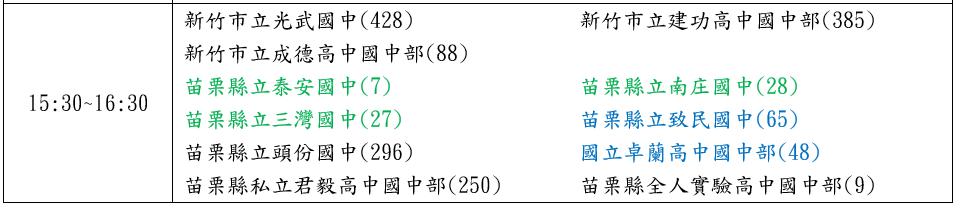 新竹市立光武國中(428) 新竹市立建功高中國中部(385)
新竹市立成德高中國中部(88)
苗栗縣立泰安國中(7) 苗栗縣立南庄國中(28)
15:30~16:30
苗栗縣立三灣國中(27) 苗栗縣立致民國中(65)
苗栗縣立頭份國中(296) 國立卓蘭高中國中部(48)
苗栗縣私立君毅高中國中部(250) 苗栗縣全人實驗高中國中部(9)